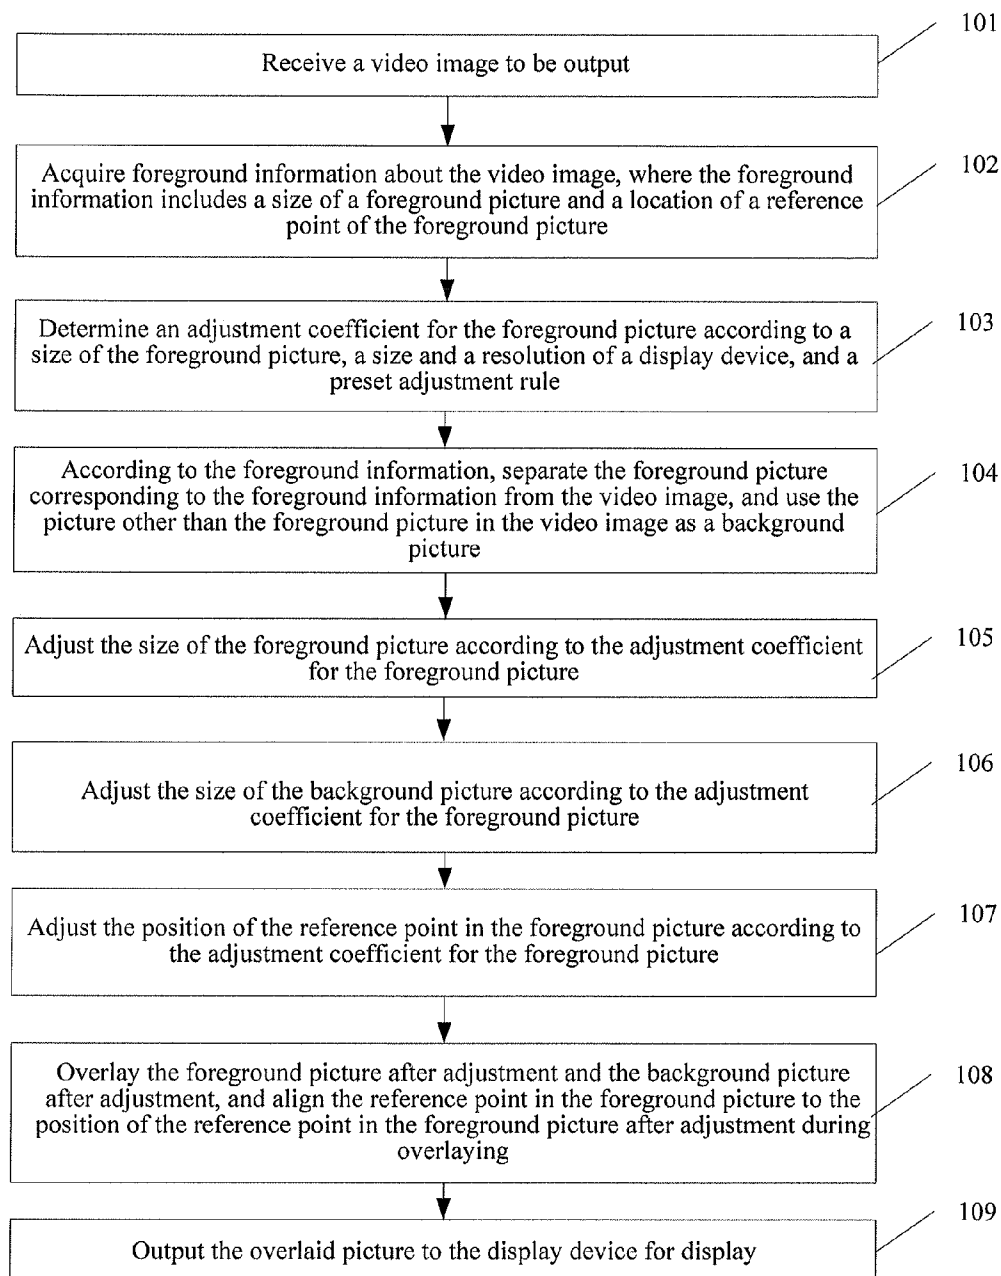 101
Receive a video image to be output
102
Acquire foreground information about the video image, where the foreground
information includes a size of a foreground picture and a location of a reference
point of the foreground picture
103
Determine an adjustment coefficient for the foreground picture according to a
size of the foreground picture, a size and a resolution of a display device, and a
preset adjustment rule
104
According to the foreground information, separate the foreground picture
corresponding to the foreground information from the video image, and use the
picture other than the foreground picture in the video image as a background
picture
105
Adjust the size of the foreground picture according to the adjustment coefficient
for the foreground picture
106
Adjust the size of the background picture according to the adjustment
coefficient for the foreground picture
107
Adjust the position of the reference point in the foreground picture according to
the adjustment coefficient for the foreground picture
108
Overlay the foreground picture after adjustment and the background picture
after adjustment, and align the reference point in the foreground picture to the
position of the reference point in the foreground picture after adjustment during
overlaying
109
Output the overlaid picture to the display device for display